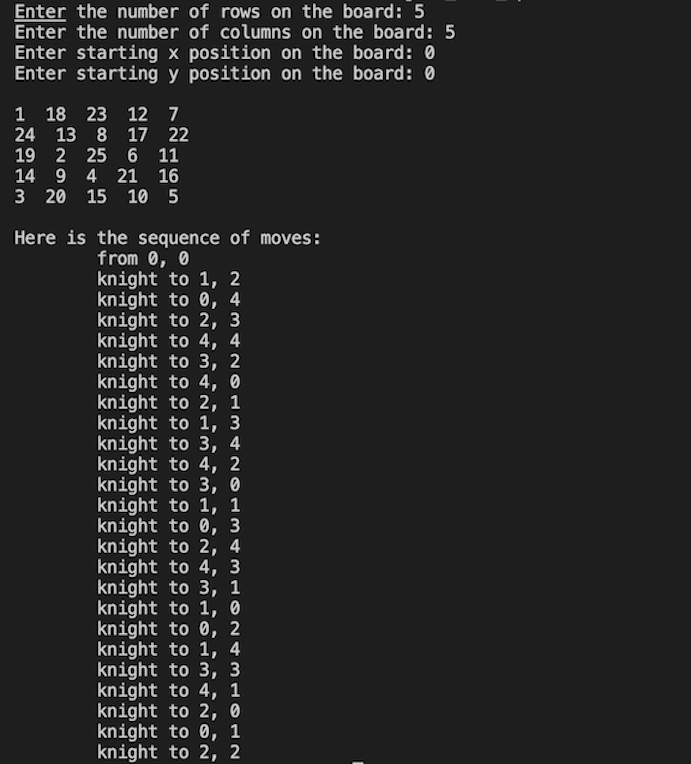 Enter the number of rows on the board: 5
Enter the number of columns on the board: 5
Enter starting x position on the board: 0
Enter starting y position on the board: 0
1  18  23  12  7
24  13  8  17  22
19  2  25  6  11
14  9  4  21  16
3  20  15  10  5
Here is the sequence of moves:
from 0, 0
knight to 1, 2
knight to 0, 4
knight to 2, 3
knight to 4, 4
knight to 3, 2
knight to 4, 0
knight to 2, 1
knight to 1, 3
knight to 3, 4
knight to 4, 2
knight to 3, 0
knight to 1, 1
knight to 0, 3
knight to 2, 4
knight to 4, 3
knight to 3, 1
knight to 1, 0
knight to 0, 2
knight to 1, 4
knight to 3, 3
knight to 4, 1
knight to 2, 0
knight to 0, 1
knight to 2, 2